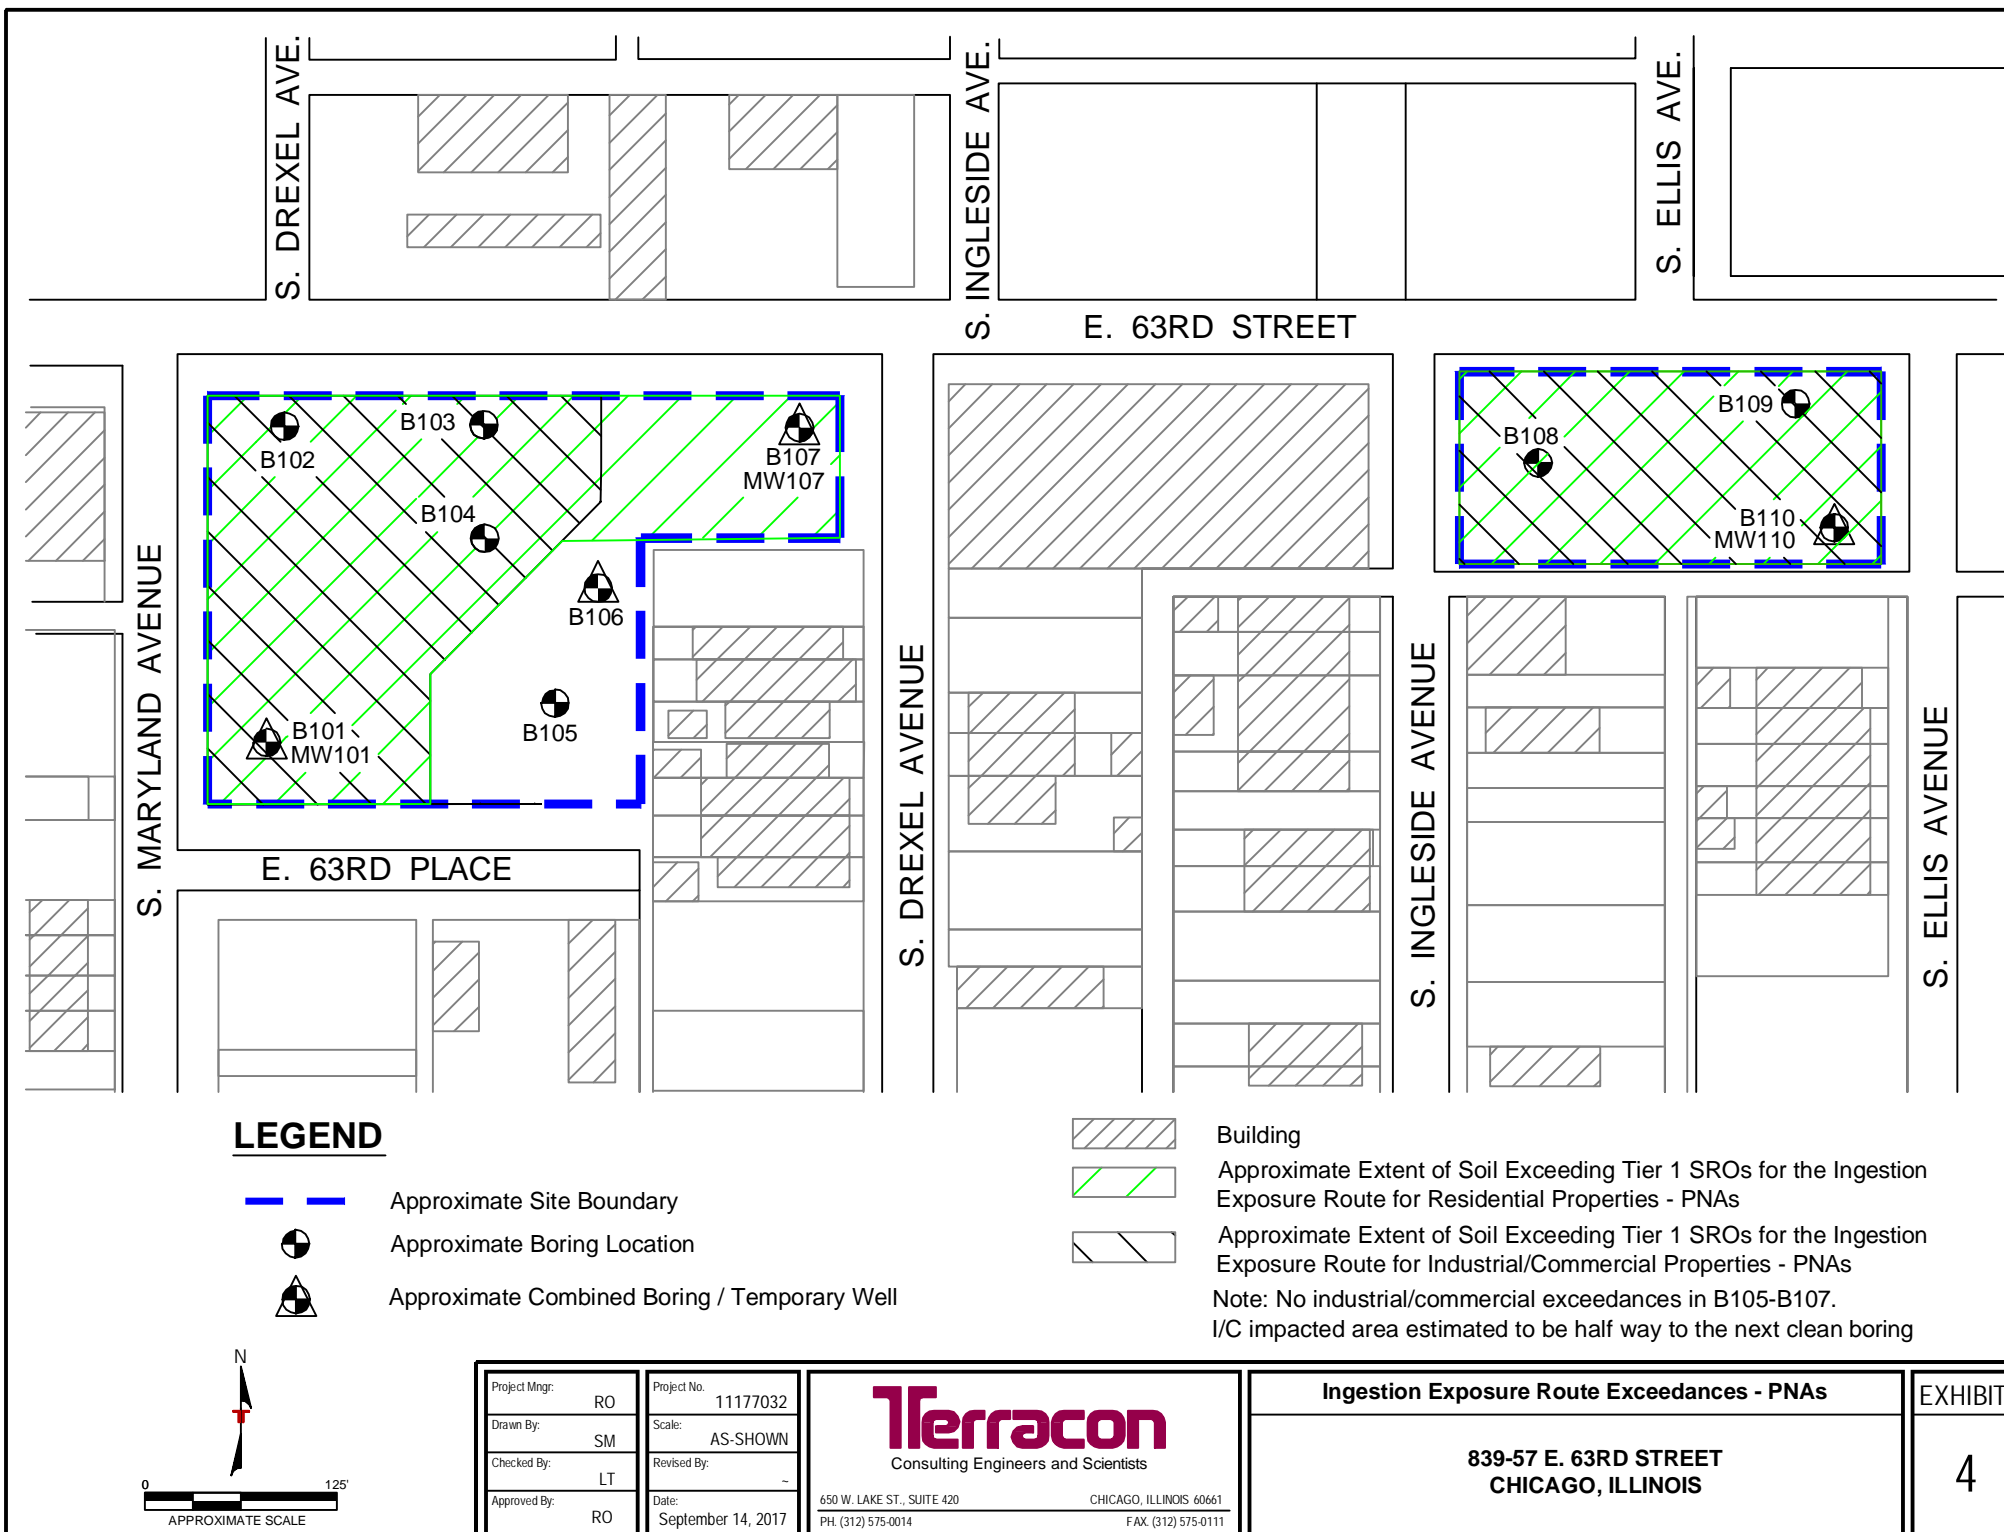 S. DREXEL AVE.
S. INGLESIDE AVE.
S. ELLIS AVE.
E. 63RD STREET
B102
B103
B104
B107
MW107
B106
B105
B101
MW101
B108
B109
B110
MW110
S. MARYLAND AVENUE
E. 63RD PLACE
S. DREXEL AVENUE
S. INGLESIDE AVENUE
S. ELLIS AVENUE
LEGEND
Approximate Site Boundary
Approximate Boring Location
Approximate Combined Boring / Temporary Well
Building
Approximate Extent of Soil Exceeding Tier 1 SROs for the Ingestion
Exposure Route for Residential Properties - PNAs
Approximate Extent of Soil Exceeding Tier 1 SROs for the Ingestion
Exposure Route for Industrial/Commercial Properties - PNAs
Note: No industrial/commercial exceedances in B105-B107.
I/C impacted area estimated to be half way to the next clean boring
N
0 125'
APPROXIMATE SCALE
Project Mngr: RO
Drawn By: SM
Checked By: LT
Approved By: RO
Project No. 11177032
Scale: AS-SHOWN
Revised By: ~
Date: September 14, 2017
Terracon
Consulting Engineers and Scientists
650 W. LAKE ST., SUITE 420 CHICAGO, ILLINOIS 60661
PH. (312) 575-0014 FAX. (312) 575-0111
Ingestion Exposure Route Exceedances - PNAs
839-57 E. 63RD STREET
CHICAGO, ILLINOIS
EXHIBIT
4